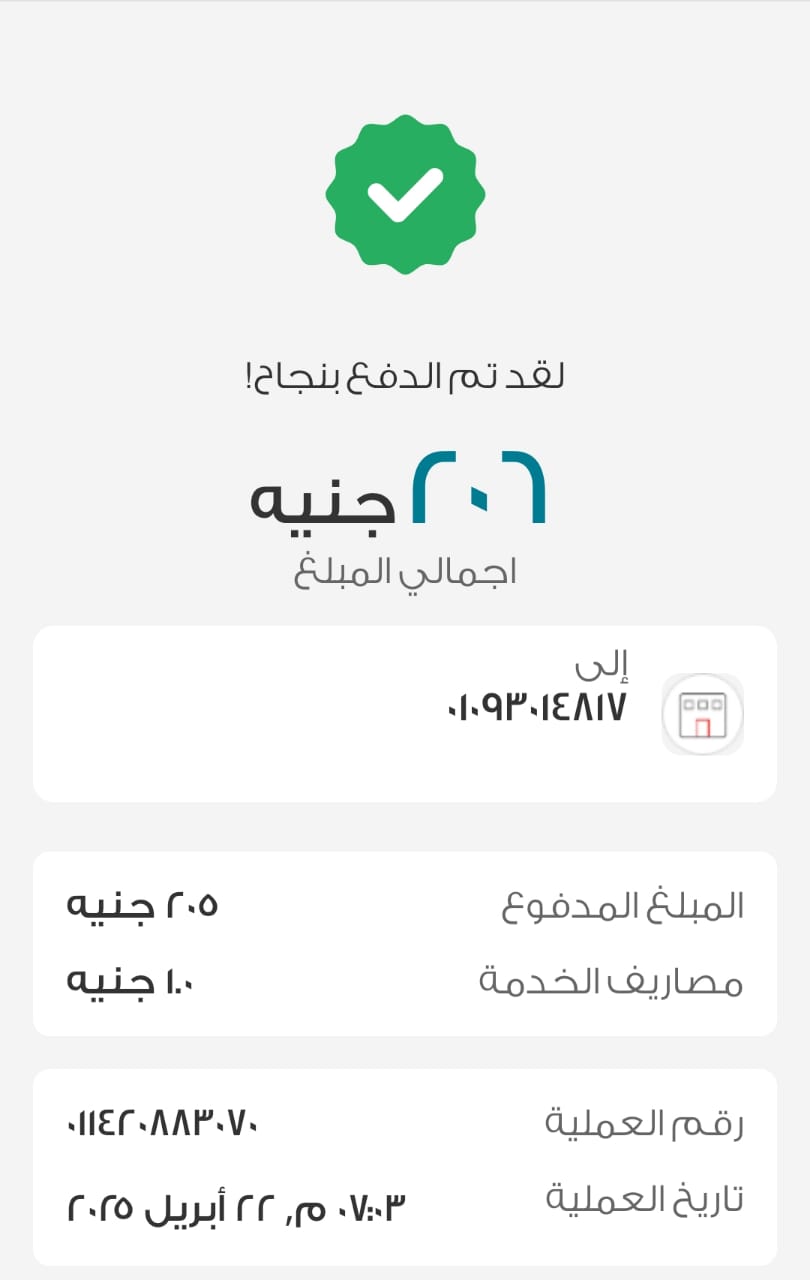 لقد تم الدفع بنجاح!
٢٠٦ جنيه
اجمالي المبلغ
إلى
٠١٠٩٣٠١٤٨١٧
المبلغ المدفوع ٢٠٥ جنيه
مصاريف الخدمة ١.٠ جنيه
رقم العملية ٠١١٤٢٠٨٨٣٠٧٠
تاريخ العملية ٠٧:٠٣ م, ٢٢ أبريل ٢٠٢٥